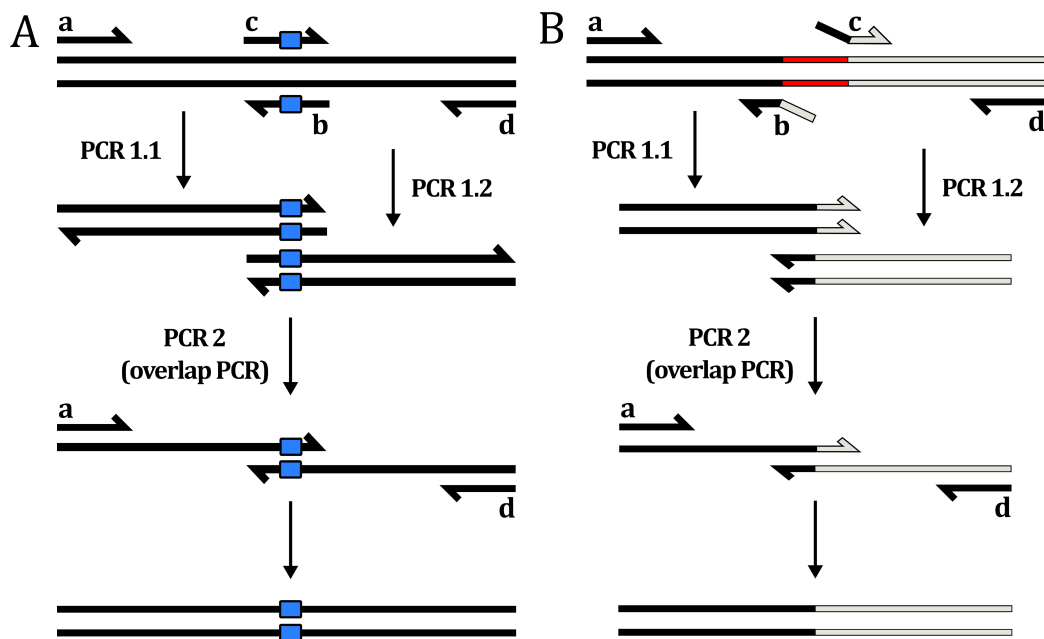 A
a
c
b
d
PCR 1.1
PCR 1.2
PCR 2
(overlap PCR)
a
d
B
a
c
b
d
PCR 1.1
PCR 1.2
PCR 2
(overlap PCR)
a
d